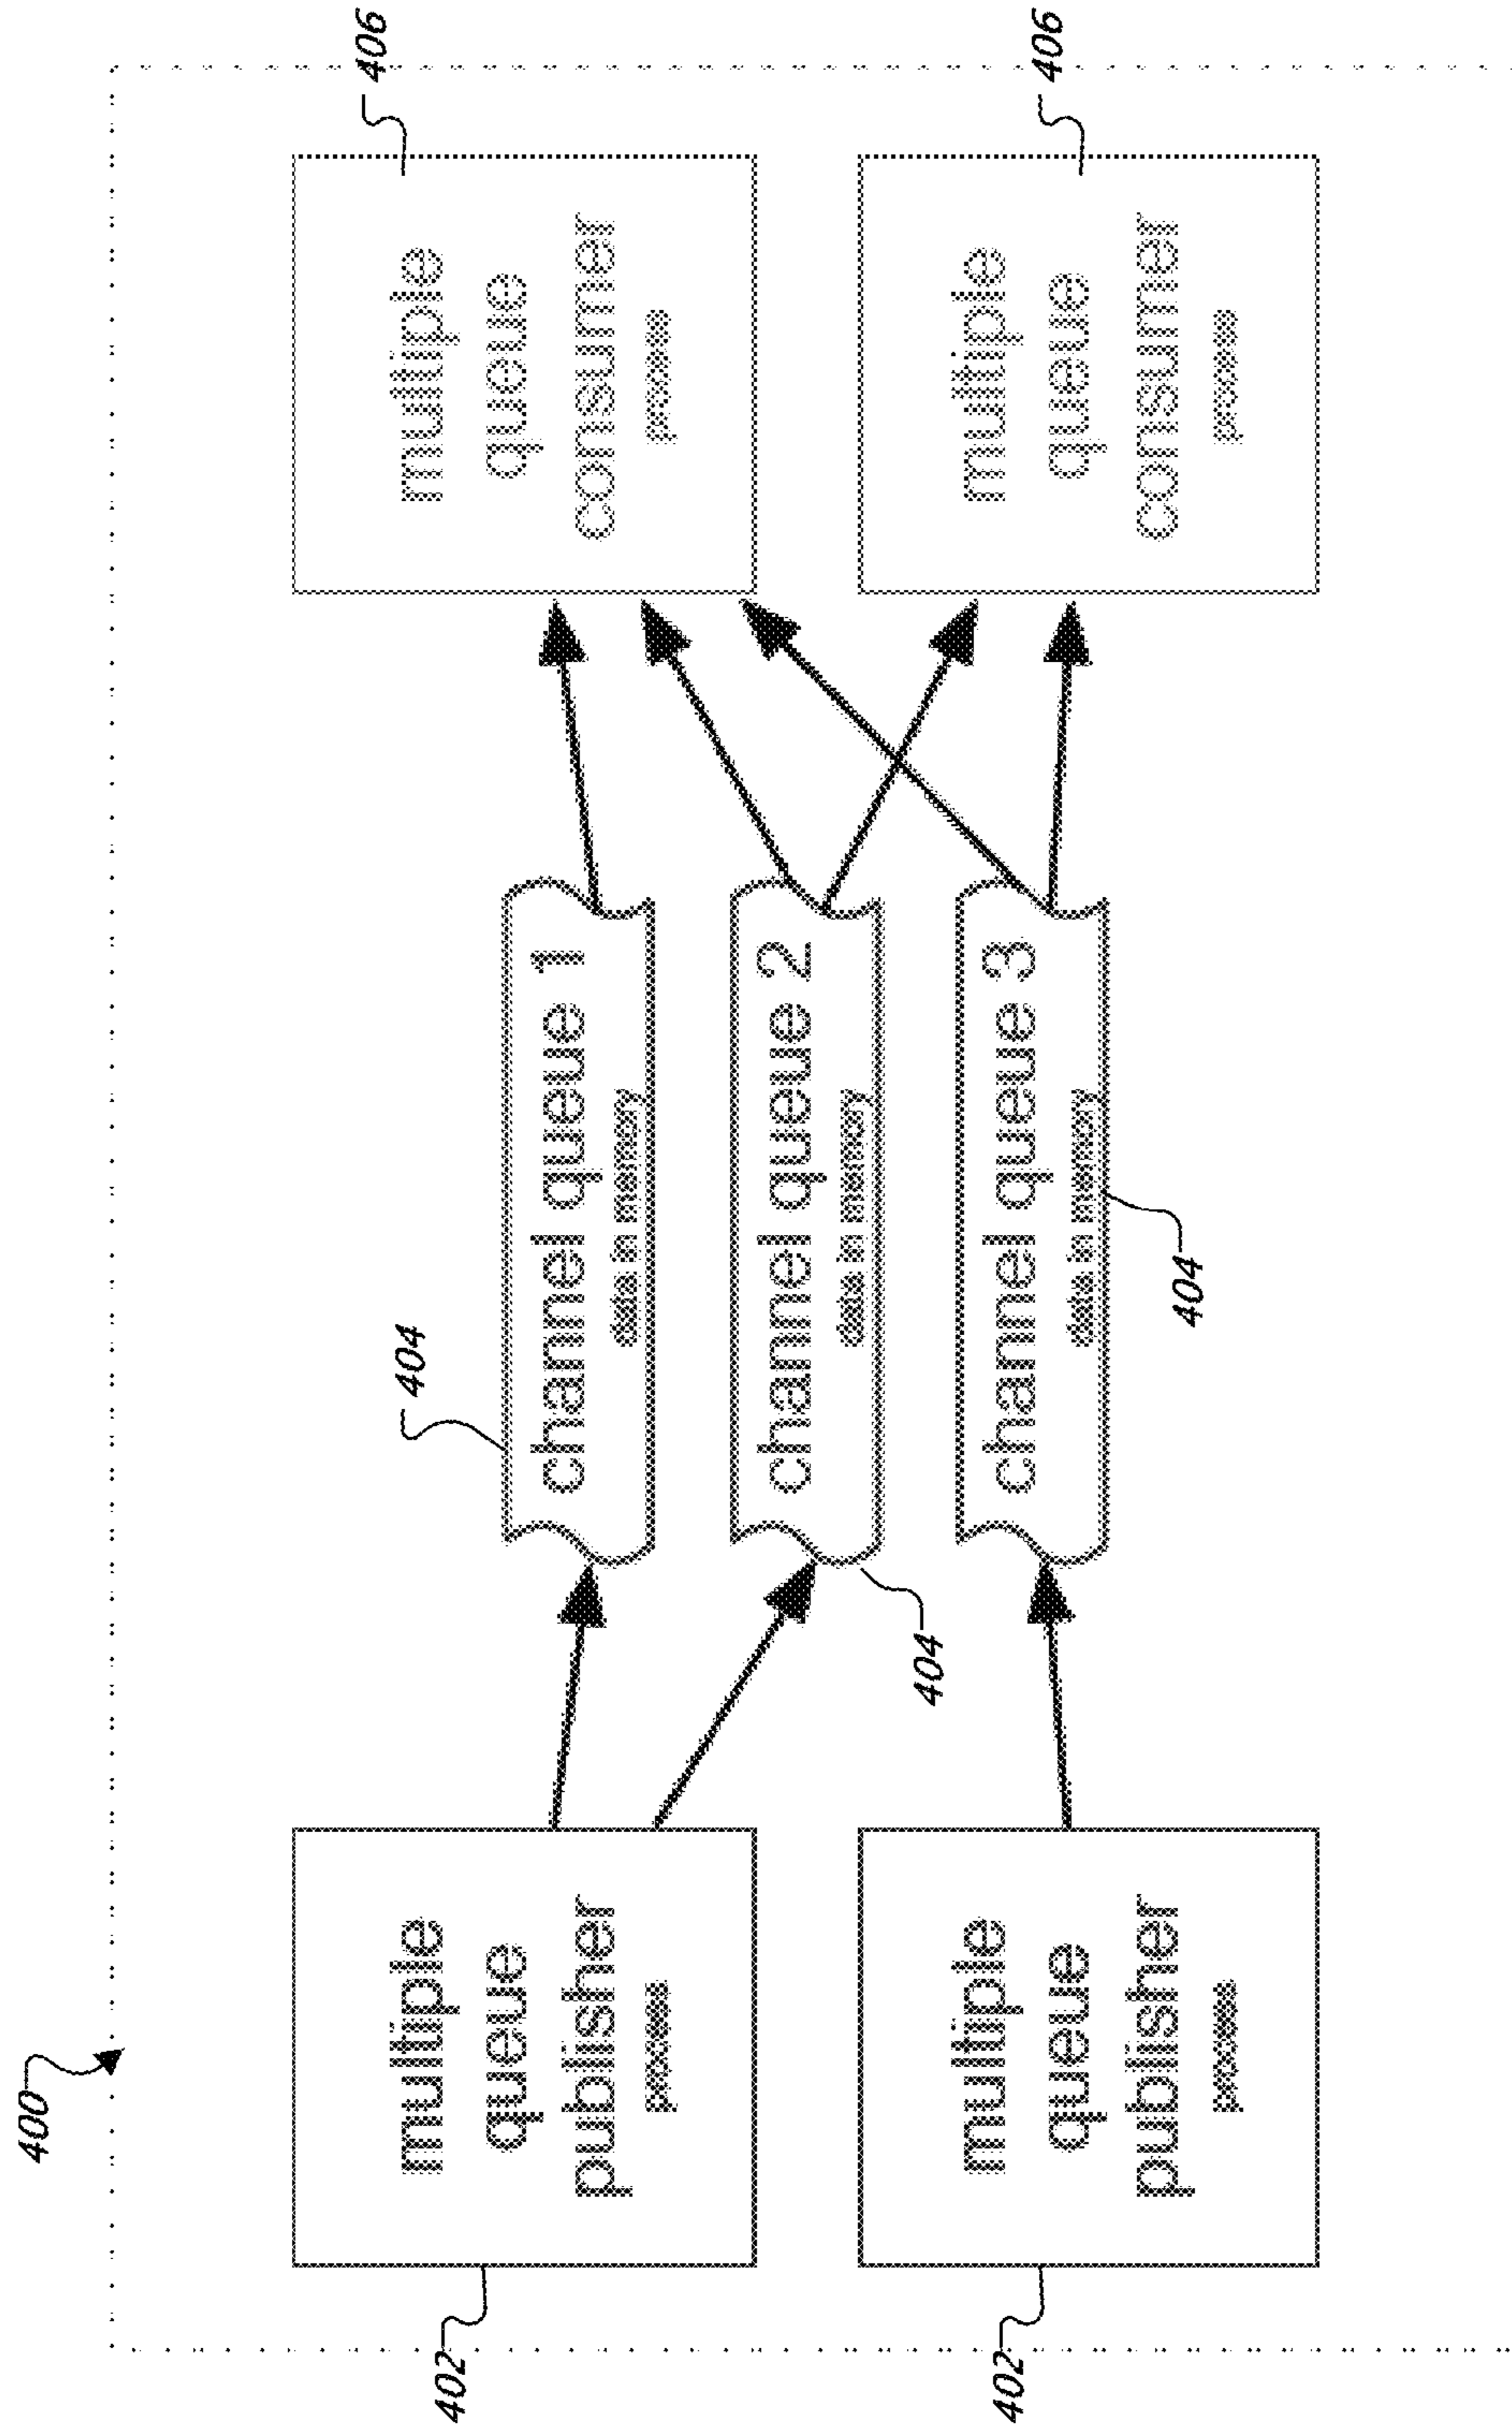 400
402
multiple
queue
publisher
process
402
multiple
queue
publisher
process
404
channel queue 1
data in memory
404
channel queue 2
data in memory
404
channel queue 3
data in memory
406
multiple
queue
consumer
process
406
multiple
queue
consumer
process